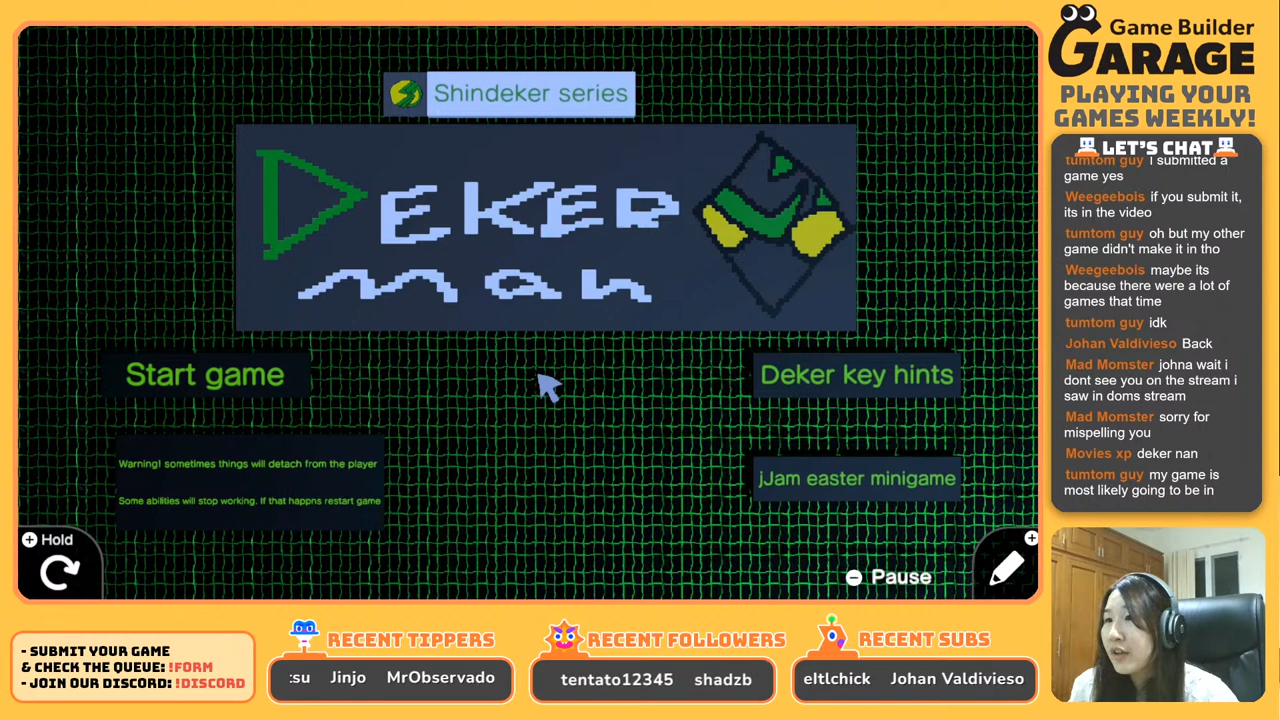 Shindeker series
DEKER
man
Start game
Deker key hints
Warning! sometimes things will detach from the player
Some abilities will stop working. If that happns restart game
jJam easter minigame
Hold
Pause
Game Builder
GARAGE
PLAYING YOUR
GAMES WEEKLY!
LET'S CHAT
tumtom guy I submitted a
game yes
Weegeebois if you submit it,
its in the video
tumtom guy oh but my other
game didn't make it in tho
Weegeebois maybe its
because there were a lot of
games that time
tumtom guy idk
Johan Valdivieso Back
Mad Momster johna wait i
dont see you on the stream i
saw in doms stream
Mad Momster sorry for
mispelling you
Movies xp deker nan
tumtom guy my game is
most likely going to be in
- SUBMIT YOUR GAME
& CHECK THE QUEUE: !FORM
- JOIN OUR DISCORD: !DISCORD
RECENT TIPPERS
:su Jinjo MrObservado
RECENT FOLLOWERS
tentato12345 shadzb
RECENT SUBS
eltlchick Johan Valdivieso